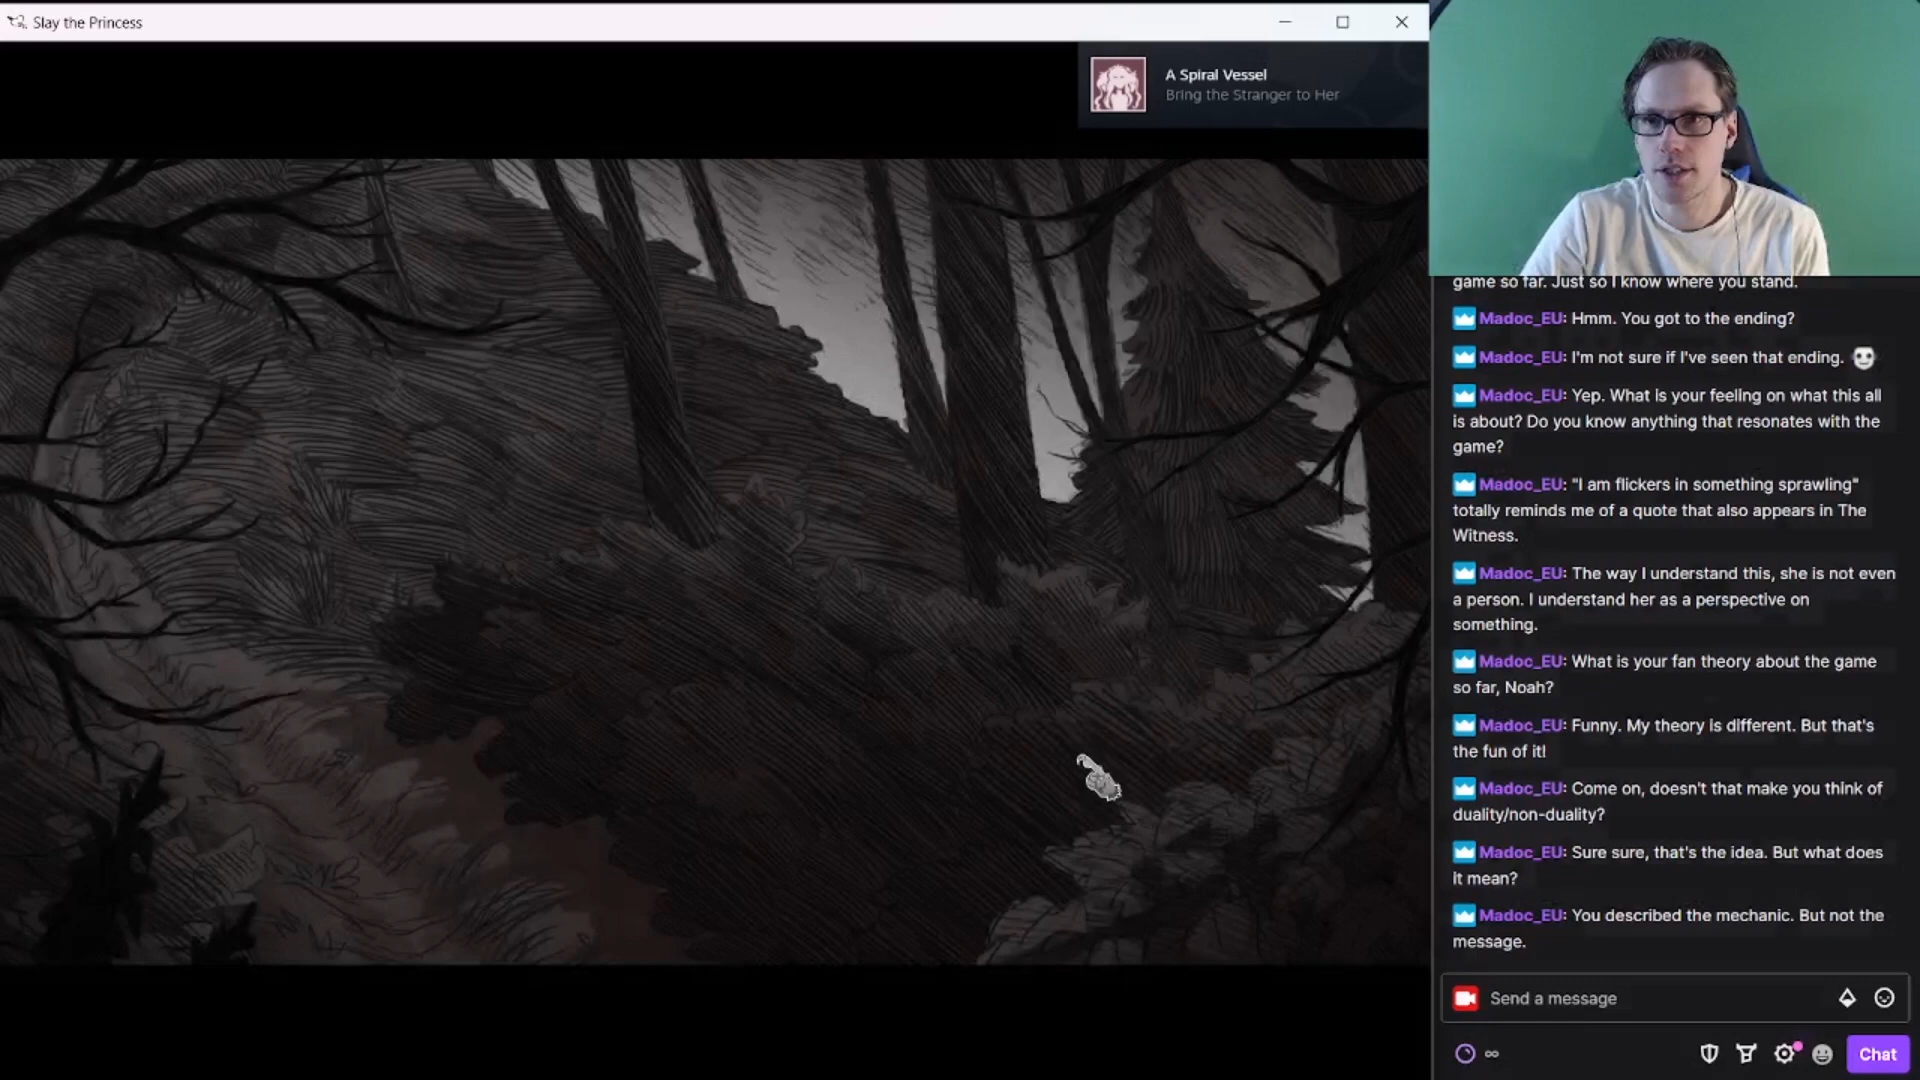 Slay the Princess
A Spiral Vessel
Bring the Stranger to Her
game so far. Just so I know where you stand.
Madoc_EU: Hmm. You got to the ending?
Madoc_EU: I'm not sure if I've seen that ending.
Madoc_EU: Yep. What is your feeling on what this all
is about? Do you know anything that resonates with the
game?
Madoc_EU: "I am flickers in something sprawling"
totally reminds me of a quote that also appears in The
Witness.
Madoc_EU: The way I understand this, she is not even
a person. I understand her as a perspective on
something.
Madoc_EU: What is your fan theory about the game
so far, Noah?
Madoc_EU: Funny. My theory is different. But that's
the fun of it!
Madoc_EU: Come on, doesn't that make you think of
duality/non-duality?
Madoc_EU: Sure sure, that's the idea. But what does
it mean?
Madoc_EU: You described the mechanic. But not the
message.
Send a message
∞
Chat